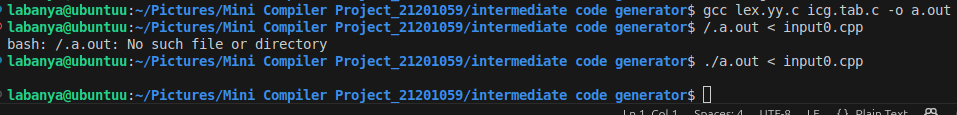 labanya@ubuntuu:~/Pictures/Mini Compiler Project_21201059/intermediate code generator$ gcc lex.yy.c icg.tab.c -o a.out
labanya@ubuntuu:~/Pictures/Mini Compiler Project_21201059/intermediate code generator$ /.a.out < input0.cpp
bash: /.a.out: No such file or directory
labanya@ubuntuu:~/Pictures/Mini Compiler Project_21201059/intermediate code generator$ ./a.out < input0.cpp
labanya@ubuntuu:~/Pictures/Mini Compiler Project_21201059/intermediate code generator$
Ln 1, Col 1 Spaces: 4 UTF-8 LF {} Plain Text